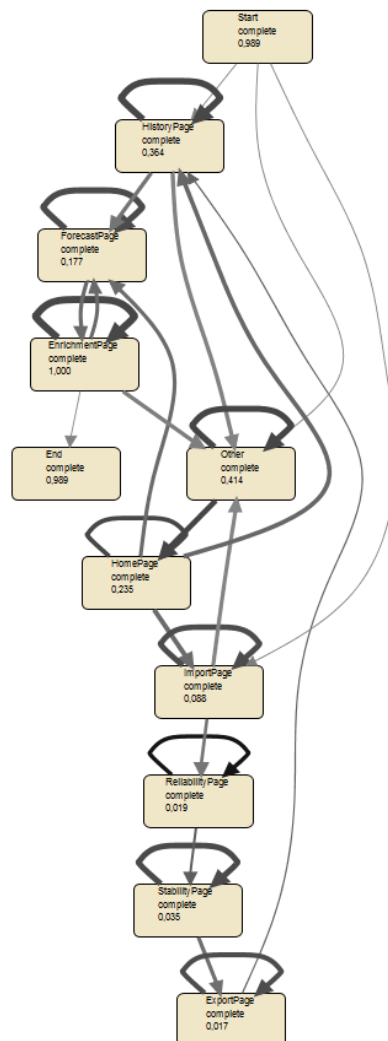 Start
complete
0,989
HistoryPage
complete
0,364
ForecastPage
complete
0,177
EnrichmentPage
complete
1,000
End
complete
0,989
Other
complete
0,414
HomePage
complete
0,235
ImportPage
complete
0,088
ReliabilityPage
complete
0,019
StabilityPage
complete
0,035
ExportPage
complete
0,017